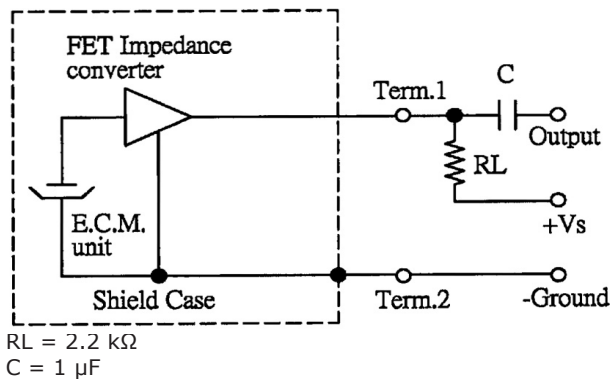 FET Impedance
converter
C
Term.1
Output
RL
+Vs
E.C.M.
unit
Shield Case
Term.2
-Ground
RL = 2.2 kΩ
C = 1 µF